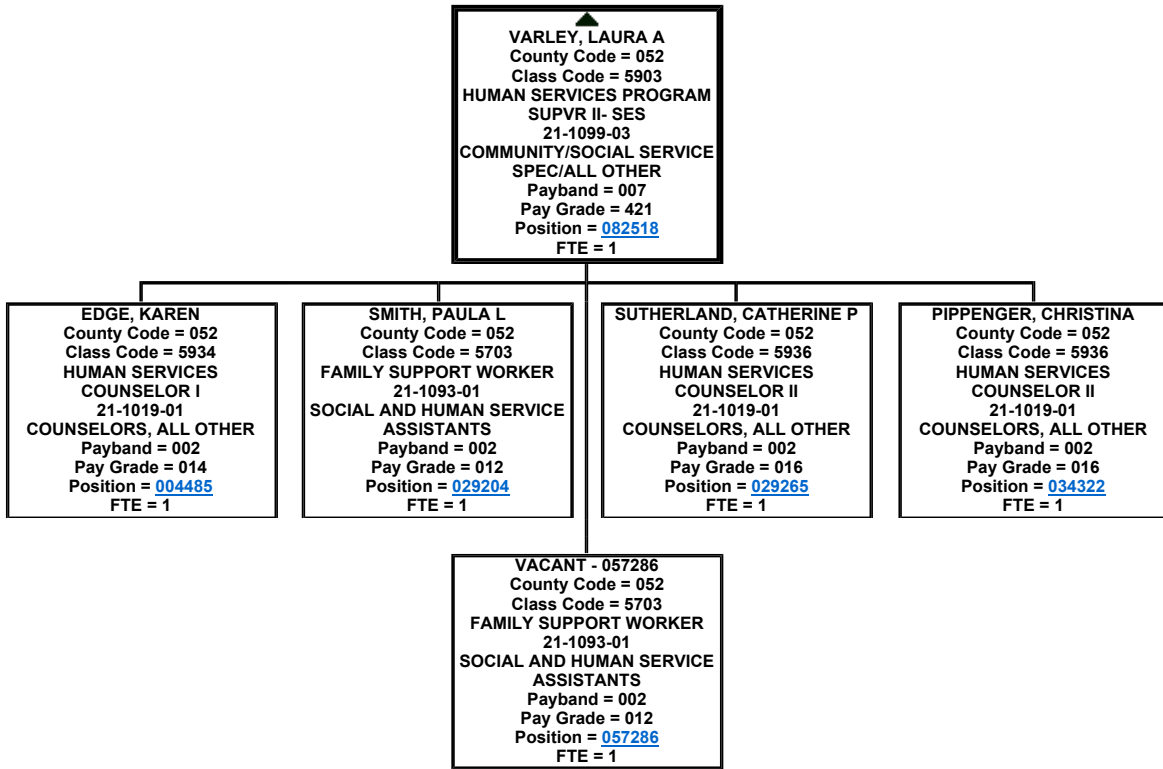 VARLEY, LAURA A
County Code = 052
Class Code = 5903
HUMAN SERVICES PROGRAM
SUPVR II- SES
21-1099-03
COMMUNITY/SOCIAL SERVICE
SPEC/ALL OTHER
Payband = 007
Pay Grade = 421
Position = 082518
FTE = 1
EDGE, KAREN
County Code = 052
Class Code = 5934
HUMAN SERVICES
COUNSELOR I
21-1019-01
COUNSELORS, ALL OTHER
Payband = 002
Pay Grade = 014
Position = 004485
FTE = 1
SMITH, PAULA L
County Code = 052
Class Code = 5703
FAMILY SUPPORT WORKER
21-1093-01
SOCIAL AND HUMAN SERVICE
ASSISTANTS
Payband = 002
Pay Grade = 012
Position = 029204
FTE = 1
SUTHERLAND, CATHERINE P
County Code = 052
Class Code = 5936
HUMAN SERVICES
COUNSELOR II
21-1019-01
COUNSELORS, ALL OTHER
Payband = 002
Pay Grade = 016
Position = 029265
FTE = 1
PIPPENGER, CHRISTINA
County Code = 052
Class Code = 5936
HUMAN SERVICES
COUNSELOR II
21-1019-01
COUNSELORS, ALL OTHER
Payband = 002
Pay Grade = 016
Position = 034322
FTE = 1
VACANT - 057286
County Code = 052
Class Code = 5703
FAMILY SUPPORT WORKER
21-1093-01
SOCIAL AND HUMAN SERVICE
ASSISTANTS
Payband = 002
Pay Grade = 012
Position = 057286
FTE = 1